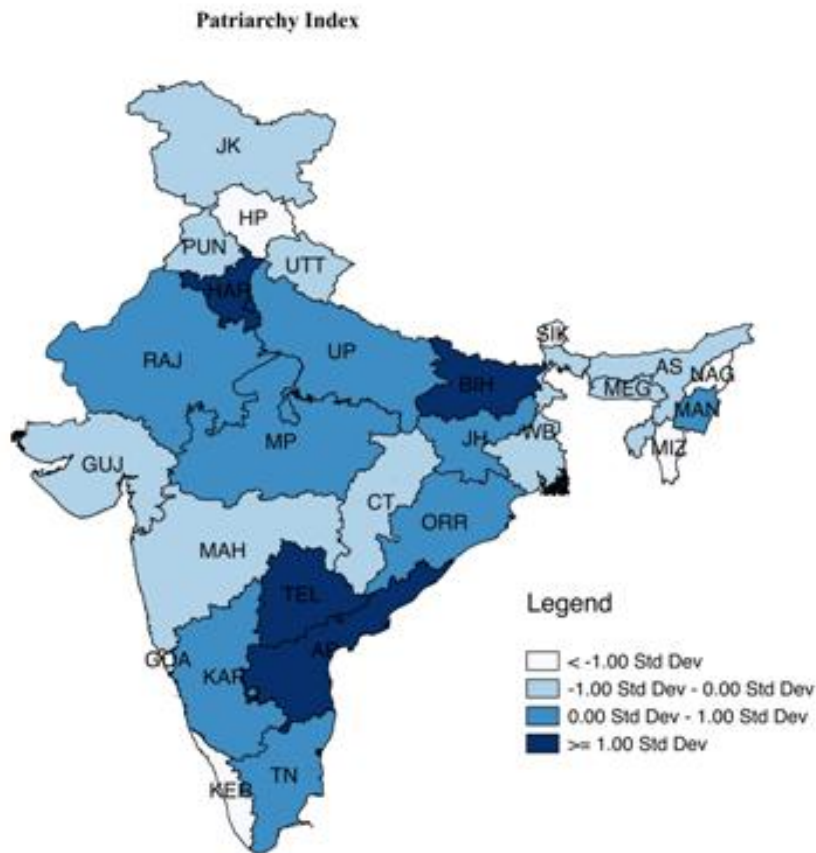 Patriarchy Index
JK
HP
PUN
UTT
HAR
RAJ
UP
SIK
AS
NAG
BIH
MEG
MAN
MP
JH
WB
MIZ
GUJ
CT
ORR
MAH
TEL
Legend
AP
< -1.00 Std Dev
GOA
KAR
-1.00 Std Dev - 0.00 Std Dev
0.00 Std Dev - 1.00 Std Dev
>= 1.00 Std Dev
TN